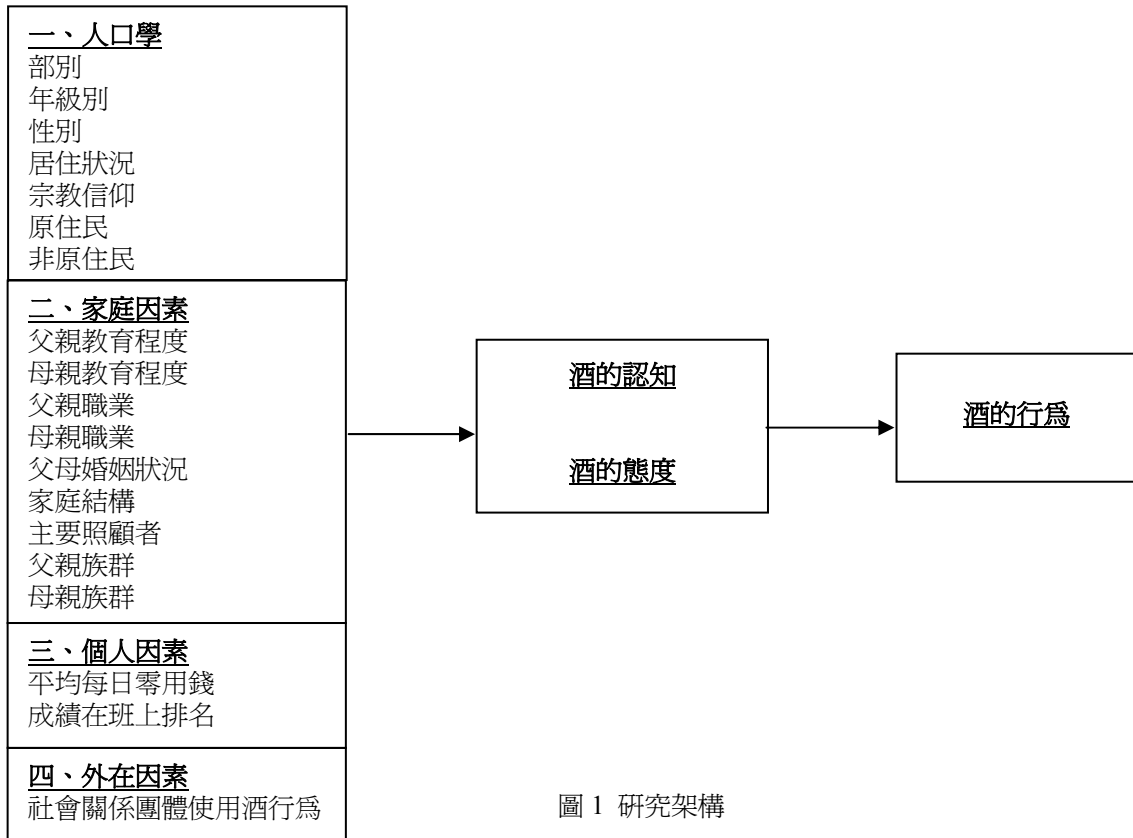 一、人口學
部別
年級別
性別
居住狀況
宗教信仰
原住民
非原住民
二、家庭因素
父親教育程度
母親教育程度
父親職業
母親職業
父母婚姻狀況
家庭結構
主要照顧者
父親族群
母親族群
三、個人因素
平均每日零用錢
成績在班上排名
四、外在因素
社會關係團體使用酒行為
酒的認知
酒的態度
酒的行為
圖 1 研究架構